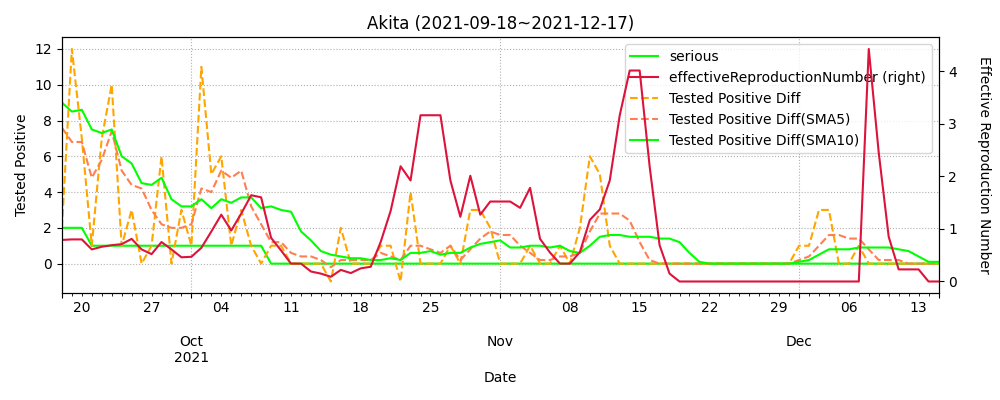 Akita (2021-09-18~2021-12-17)
serious
effectiveReproductionNumber (right)
Tested Positive Diff
Tested Positive Diff(SMA5)
Tested Positive Diff(SMA10)
Tested Positive
12
10
8
6
4
2
0
Effective Reproduction Number
4
3
2
1
0
20 27 04 11 18 25 08 15 22 29 06 13
Oct Nov Dec
2021
Date